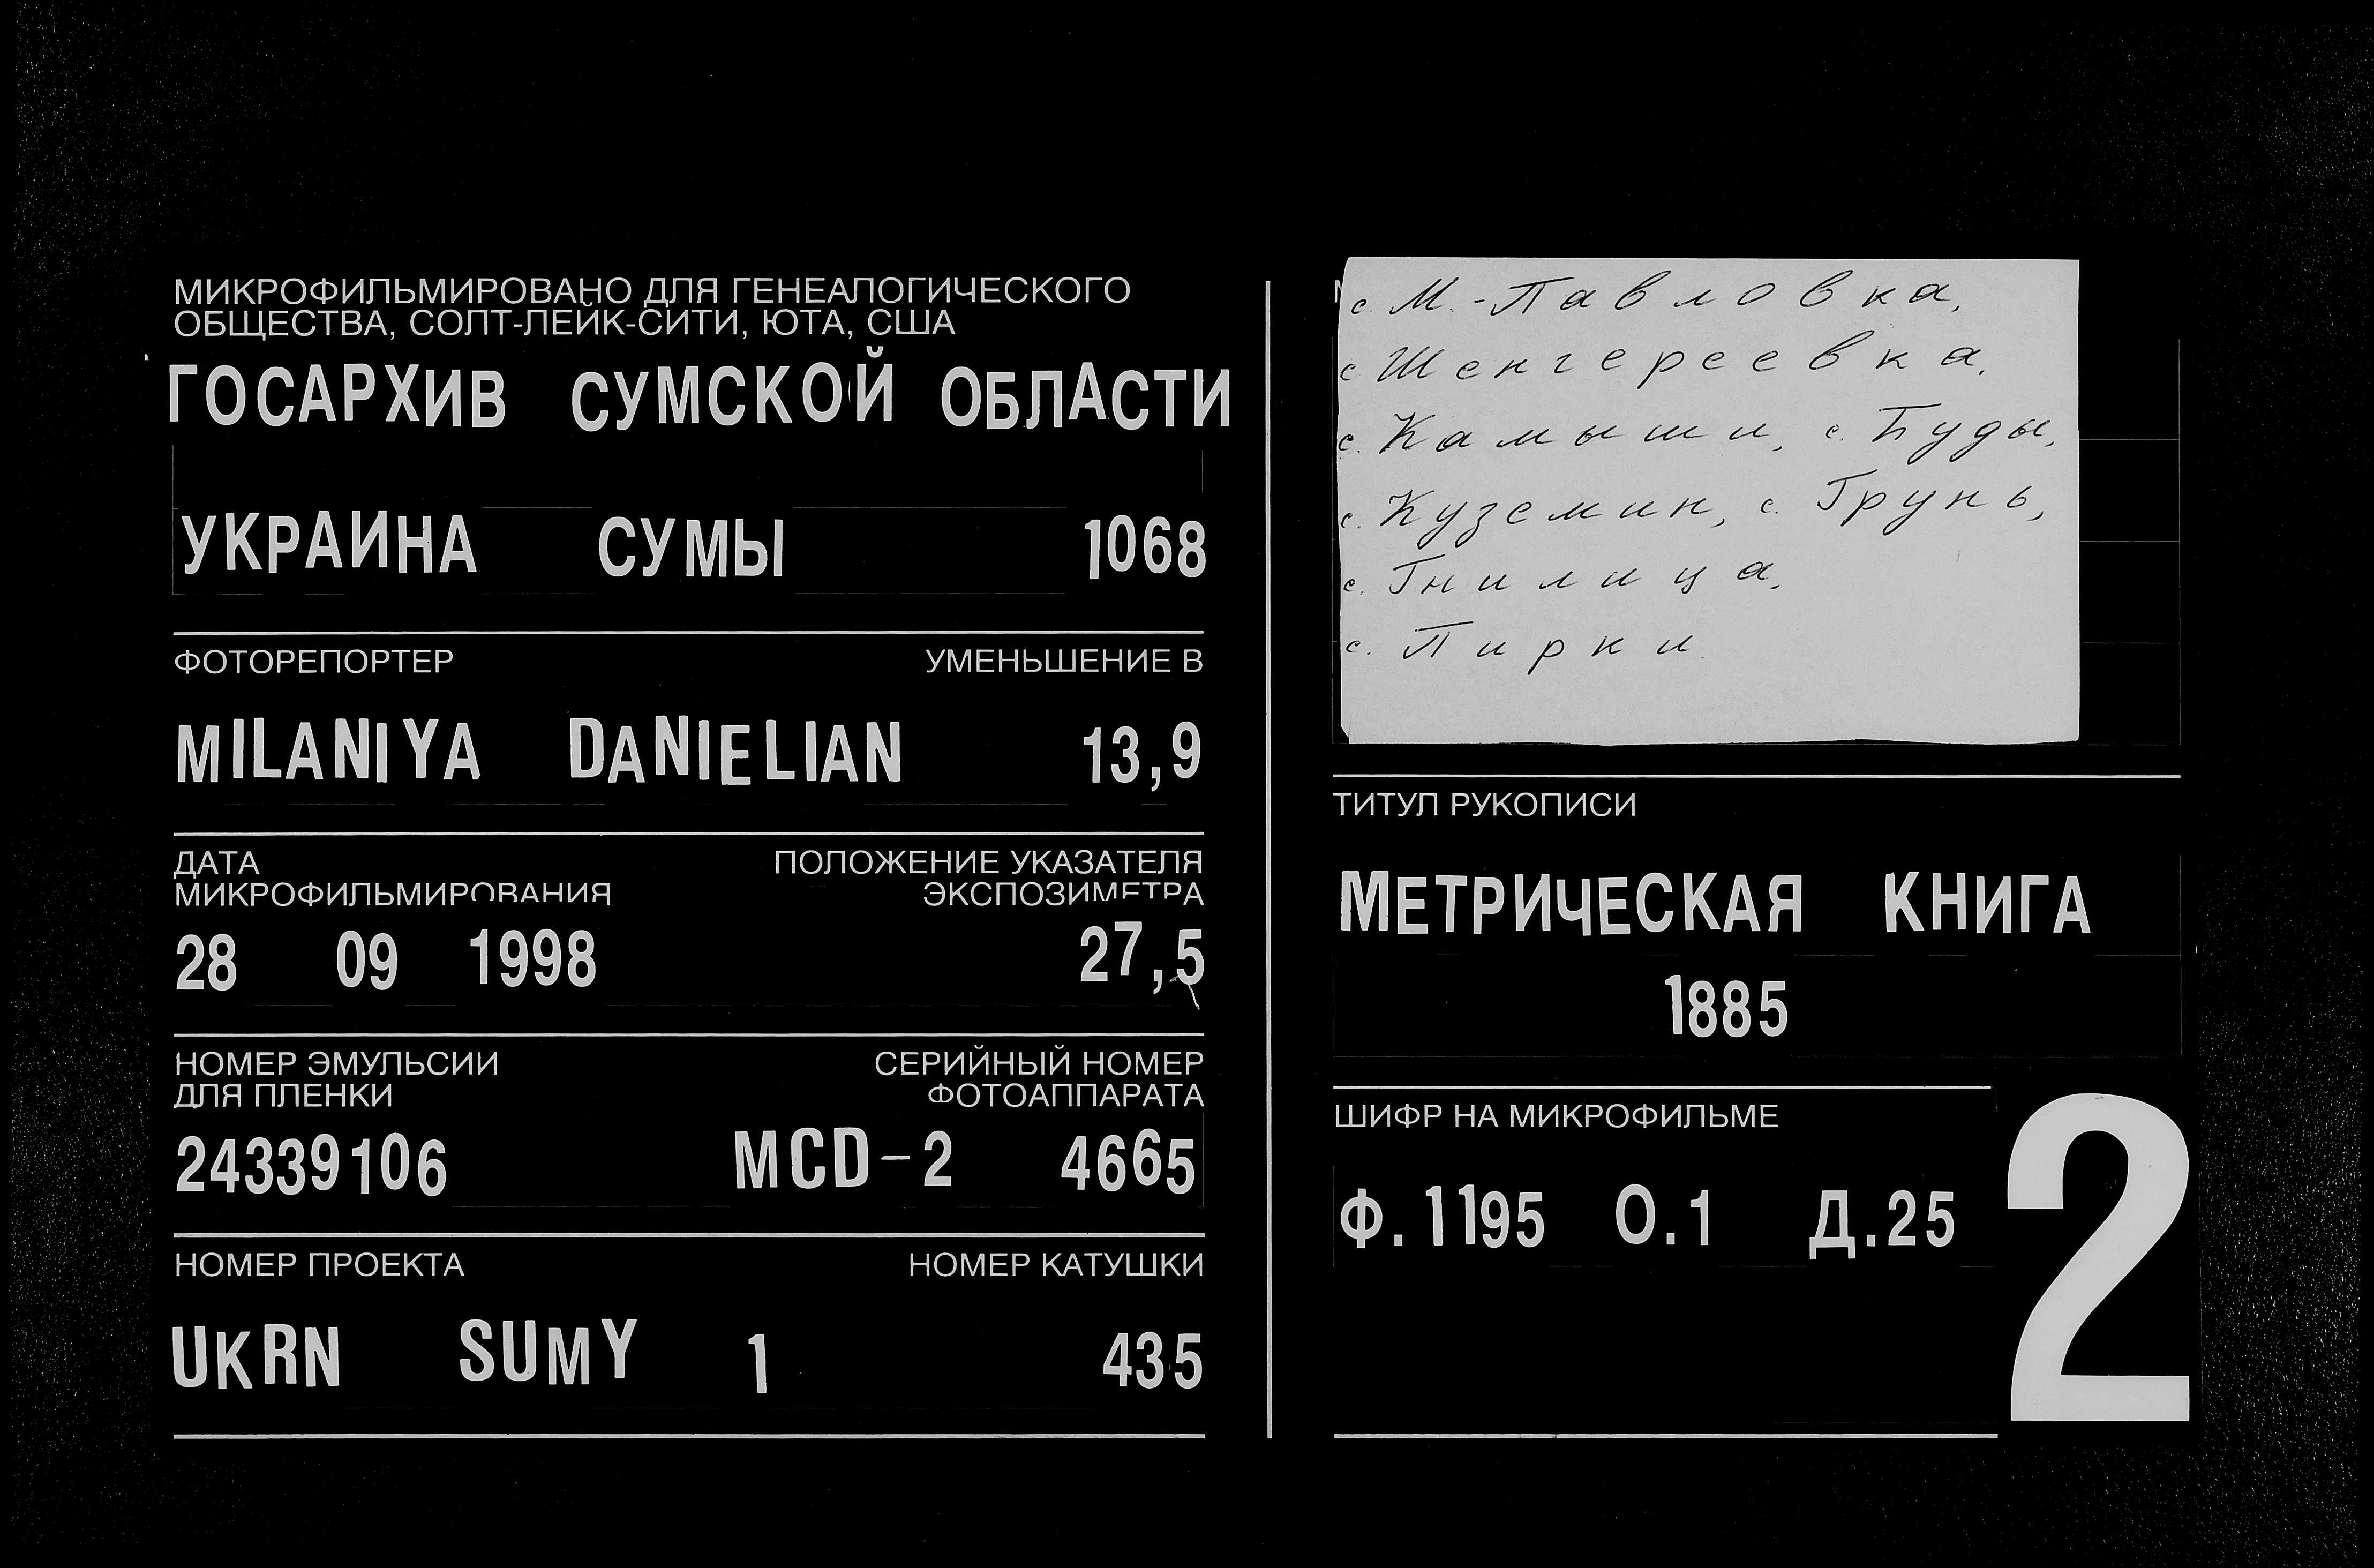 МИКРОФИЛЬМИРОВАНО ДЛЯ ГЕНЕАЛОГИЧЕСКОГО
ОБЩЕСТВА, СОЛТ-ЛЕЙК-СИТИ, ЮТА, США
ГОСАРХИВ СУМСКОЙ ОБЛАСТИ
УКРАИНА СУМЫ 1068
ФОТОРЕПОРТЕР УМЕНЬШЕНИЕ В
MILANIYA DANIELIAN 13,9
ДАТА ПОЛОЖЕНИЕ УКАЗАТЕЛЯ
МИКРОФИЛЬМИРОВАНИЯ ЭКСПОЗИМЕТРА
28 09 1998 27,5
НОМЕР ЭМУЛЬСИИ СЕРИЙНЫЙ НОМЕР
ДЛЯ ПЛЕНКИ ФОТОАППАРАТА
24339106 MCD-2 4665
НОМЕР ПРОЕКТА НОМЕР КАТУШКИ
UKRN SUMY 1 435
с. М.-Павловка,
с Шенгереевка,
с. Камыши, с. Буды,
с. Куземин, с. Грунь,
с. Гнилица,
с. Пирки
ТИТУЛ РУКОПИСИ
МЕТРИЧЕСКАЯ КНИГА
1885
ШИФР НА МИКРОФИЛЬМЕ
Ф.1195 О.1 Д.25
2